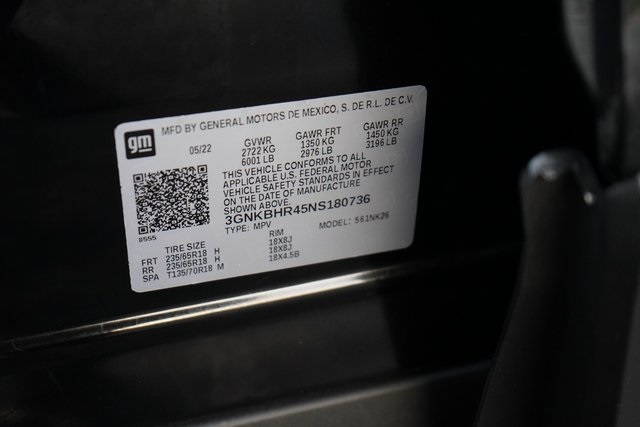 gm
MFD BY GENERAL MOTORS DE MEXICO, S. DE R.L. DE C.V.
05/22 GVWR GAWR FRT GAWR RR
2722 KG 1350 KG 1450 KG
6001 LB 2976 LB 3196 LB
THIS VEHICLE CONFORMS TO ALL
APPLICABLE U.S. FEDERAL MOTOR
VEHICLE SAFETY STANDARDS IN EFFECT
ON THE DATE OF MANUFACTURE
SHOWN ABOVE.
3GNKBHR45NS180736
TYPE: MPV MODEL: 561NK26
8555
TIRE SIZE RIM
FRT 235/65R18 H 18X8J
RR 235/65R18 H 18X8J
SPA T135/70R18 M 18X4.5B